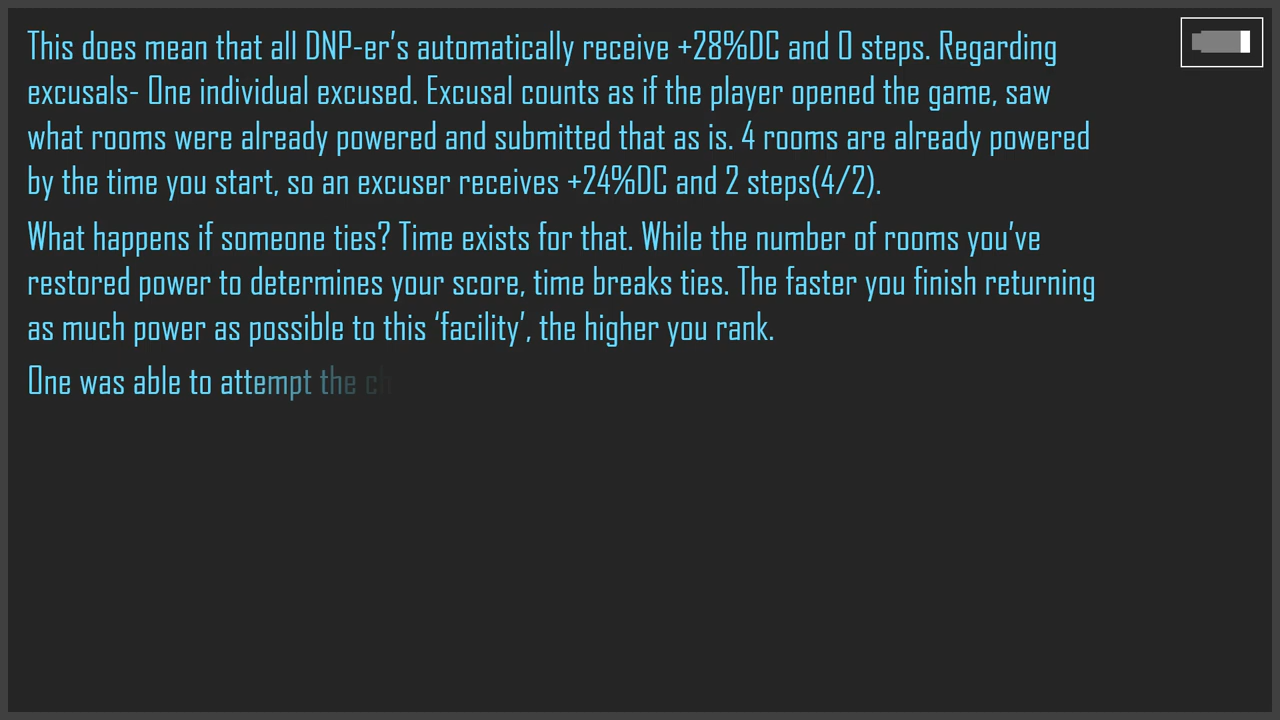 This does mean that all DNP-er’s automatically receive +28%DC and 0 steps. Regarding
excusals- One individual excused. Excusal counts as if the player opened the game, saw
what rooms were already powered and submitted that as is. 4 rooms are already powered
by the time you start, so an excuser receives +24%DC and 2 steps(4/2).
What happens if someone ties? Time exists for that. While the number of rooms you’ve
restored power to determines your score, time breaks ties. The faster you finish returning
as much power as possible to this ‘facility’, the higher you rank.
One was able to attempt the